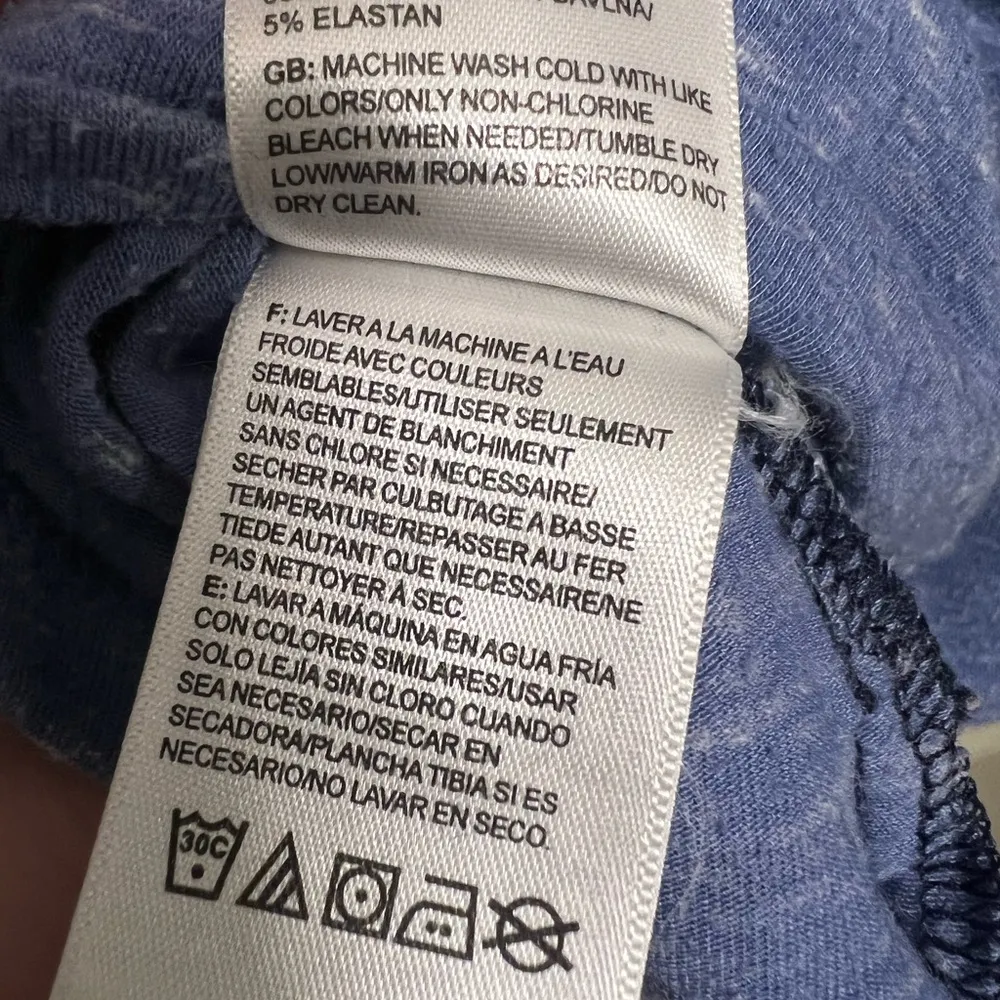 5% ELASTAN
GB: MACHINE WASH COLD WITH LIKE
COLORS/ONLY NON-CHLORINE
BLEACH WHEN NEEDED/TUMBLE DRY
LOW/WARM IRON AS DESIRED/DO NOT
DRY CLEAN.
F: LAVER A LA MACHINE A L'EAU
FROIDE AVEC COULEURS
SEMBLABLES/UTILISER SEULEMENT
UN AGENT DE BLANCHIMENT
SANS CHLORE SI NECESSAIRE/
SECHER PAR CULBUTAGE A BASSE
TEMPERATURE/REPASSER AU FER
TIEDE AUTANT QUE NECESSAIRE/NE
PAS NETTOYER À SEC.
E: LAVAR A MÁQUINA EN AGUA FRÍA
CON COLORES SIMILARES/USAR
SOLO LEJÍA SIN CLORO CUANDO
SEA NECESARIO/SECAR EN
SECADORA/PLANCHA TIBIA SI ES
NECESARIO/NO LAVAR EN SECO.
30C